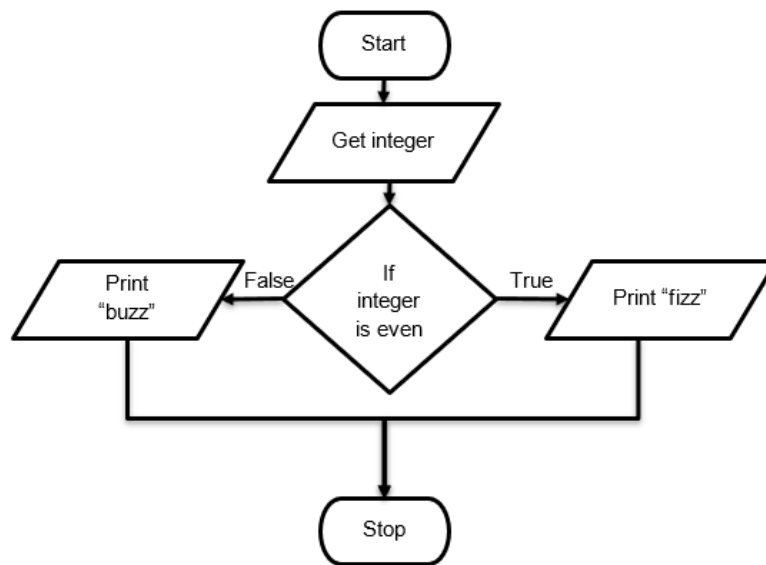 Start
Get integer
False
True
Print
“buzz”
If
integer
is even
Print “fizz”
Stop